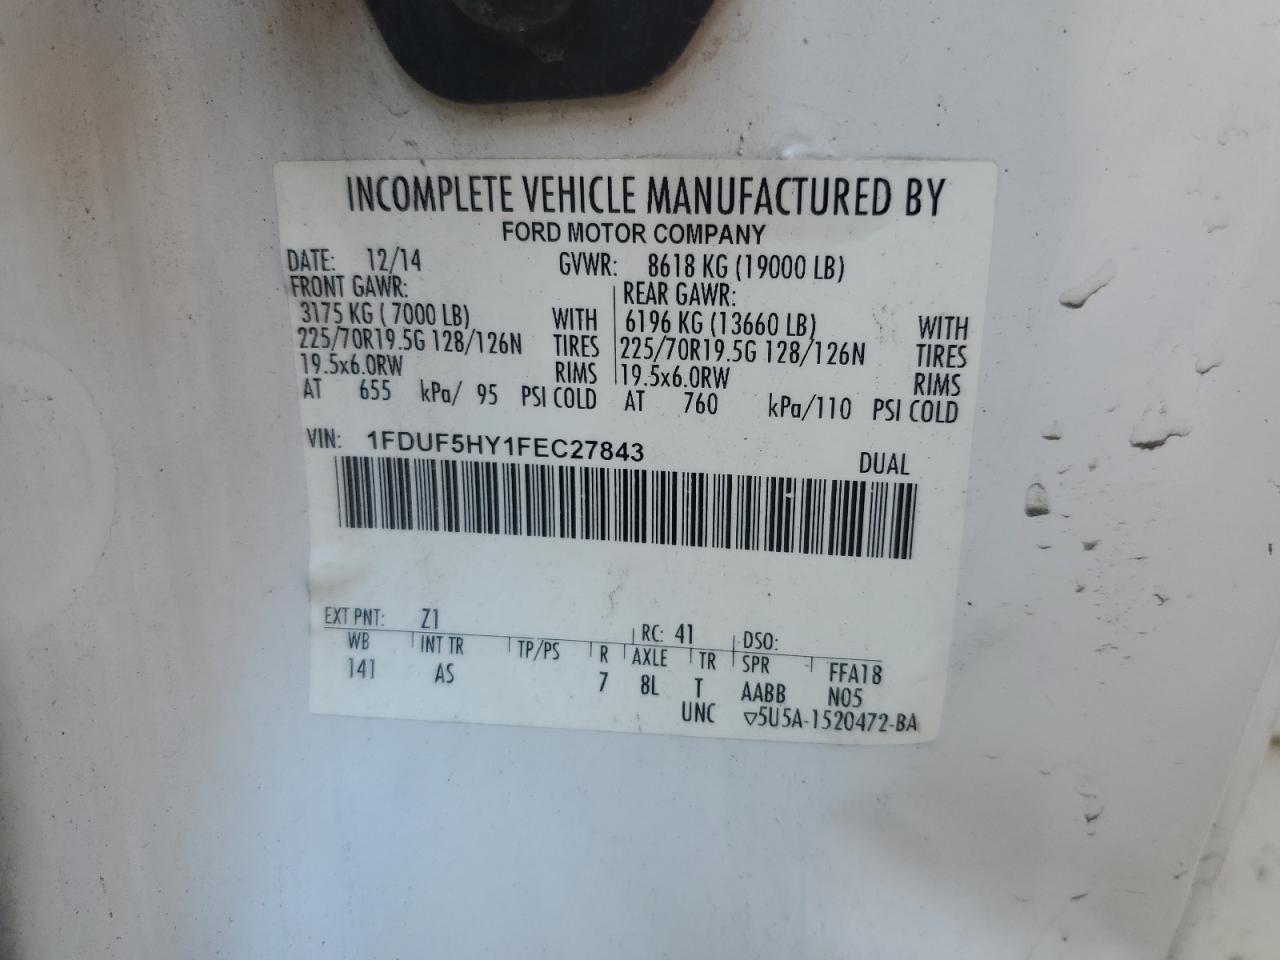 INCOMPLETE VEHICLE MANUFACTURED BY
FORD MOTOR COMPANY
DATE: 12/14 GVWR: 8618 KG (19000 LB)
FRONT GAWR: REAR GAWR:
3175 KG ( 7000 LB) WITH 6196 KG (13660 LB) WITH
225/70R19.5G 128/126N TIRES 225/70R19.5G 128/126N TIRES
19.5x6.0RW RIMS 19.5x6.0RW RIMS
AT 655 kPa/ 95 PSI COLD AT 760 kPa/110 PSI COLD
VIN: 1FDUF5HY1FEC27843 DUAL
EXT PNT: Z1 RC: 41 DSO:
WB INT TR TP/PS R AXLE TR SPR FFA18
141 AS 7 8L T AABB N05
UNC ▽5U5A-1520472-BA